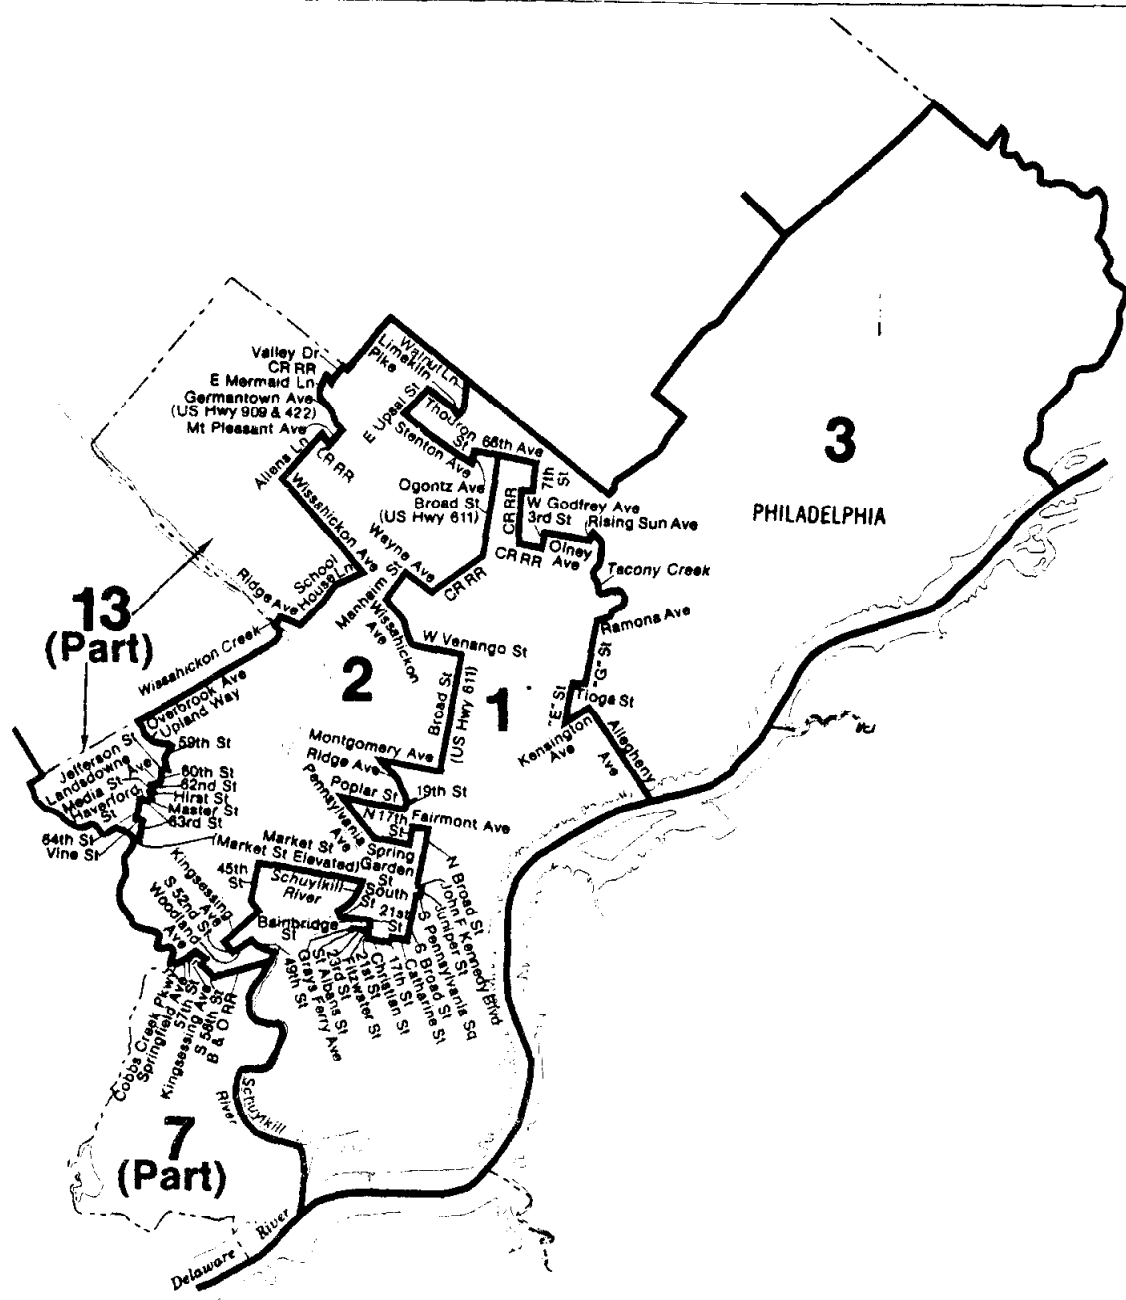 Valley Dr
CR RR
E Mermaid Ln
Germantown Ave
(US Hwy 909 & 422)
Mt Pleasant Ave
Allens Ln
CR RR
Walnut Ln
Limekiln
Pike
E Upsal St
Thouron
St
Stenton Ave
66th Ave
Ogontz Ave
Broad St
(US Hwy 611)
7th
St
CR RR
W Godfrey Ave
3rd St
Rising Sun Ave
CR RR
Olney
Ave
Tacony Creek
3
PHILADELPHIA
Wissahickon Ave
Wayne Ave
CR RR
School
House Ln
Ridge Ave
Manheim
St
Wissahickon
Ave
13
(Part)
Wissahickon Creek
Ramona Ave
W Venango St
2
1
"G" St
Tioga St
"E" St
Kensington
Ave
Allegheny
Ave
Broad St
(US Hwy 611)
Overbrook Ave
Upland Way
59th St
Jefferson St
Landsdowne
Ave
Media St
Haverford
St
60th St
62nd St
Hirst St
Master St
63rd St
64th St
Vine St
Montgomery Ave
Ridge Ave
19th St
Poplar St
Pennsylvania
Ave
N 17th
St
Fairmont Ave
Spring
Garden
St
Market St
(Market St Elevated)
45th
St
Schuylkill
River
South
St
21st
St
Bainbridge
St
Kingsessing
Ave
S 52nd St
Woodland
Ave
N Broad St
John F Kennedy Blvd
Juniper St
S Pennsylvania Sq
S Broad St
Catharine St
17th St
Christian St
21st St
Fitzwater St
23rd St
St Albans St
Grays Ferry Ave
49th St
Cobbs Creek Pkwy
Springfield Ave
57th St
Kingsessing Ave
S 58th St
B & O RR
Schuylkill
River
7
(Part)
Delaware River